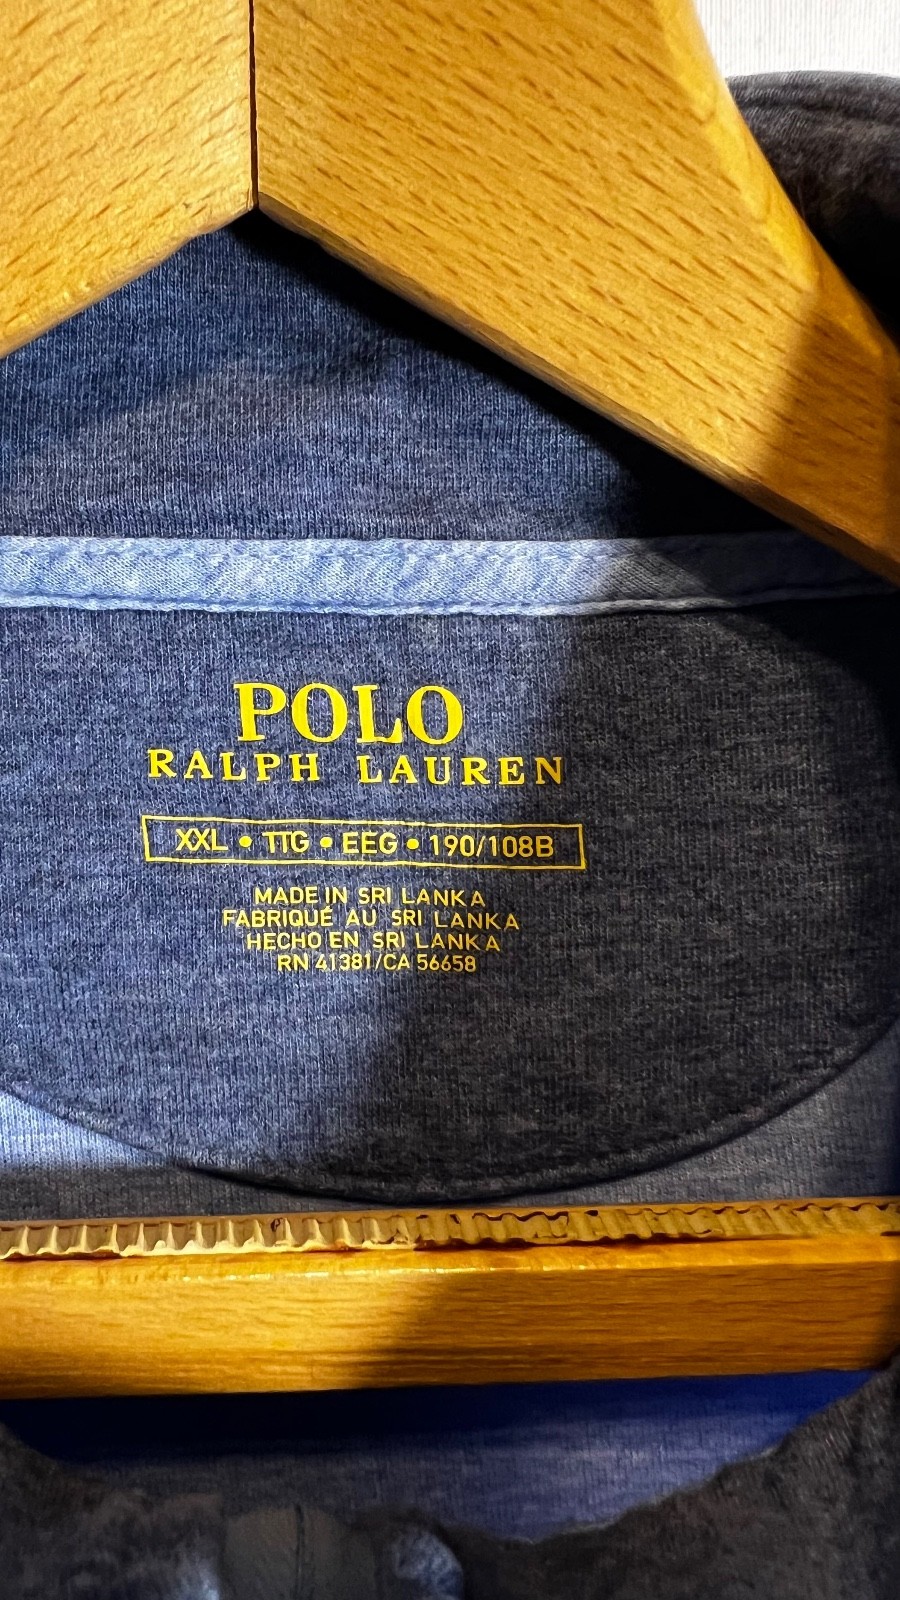 POLO
RALPH LAUREN
XXL • TTG • EEG • 190/108B
MADE IN SRI LANKA
FABRIQUÉ AU SRI LANKA
HECHO EN SRI LANKA
RN 41381/CA 56658